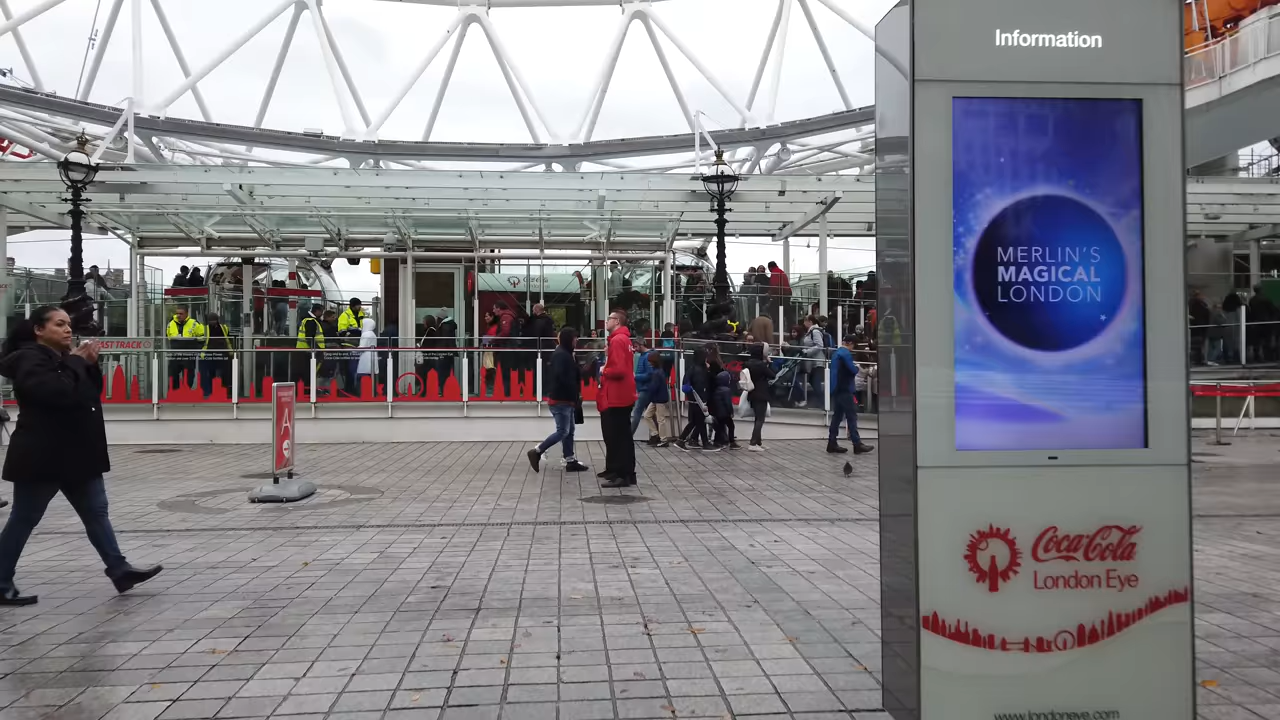 Information
MERLIN'S
MAGICAL
LONDON
FAST TRACK
A
Coca-Cola
London Eye
www.londoneye.com